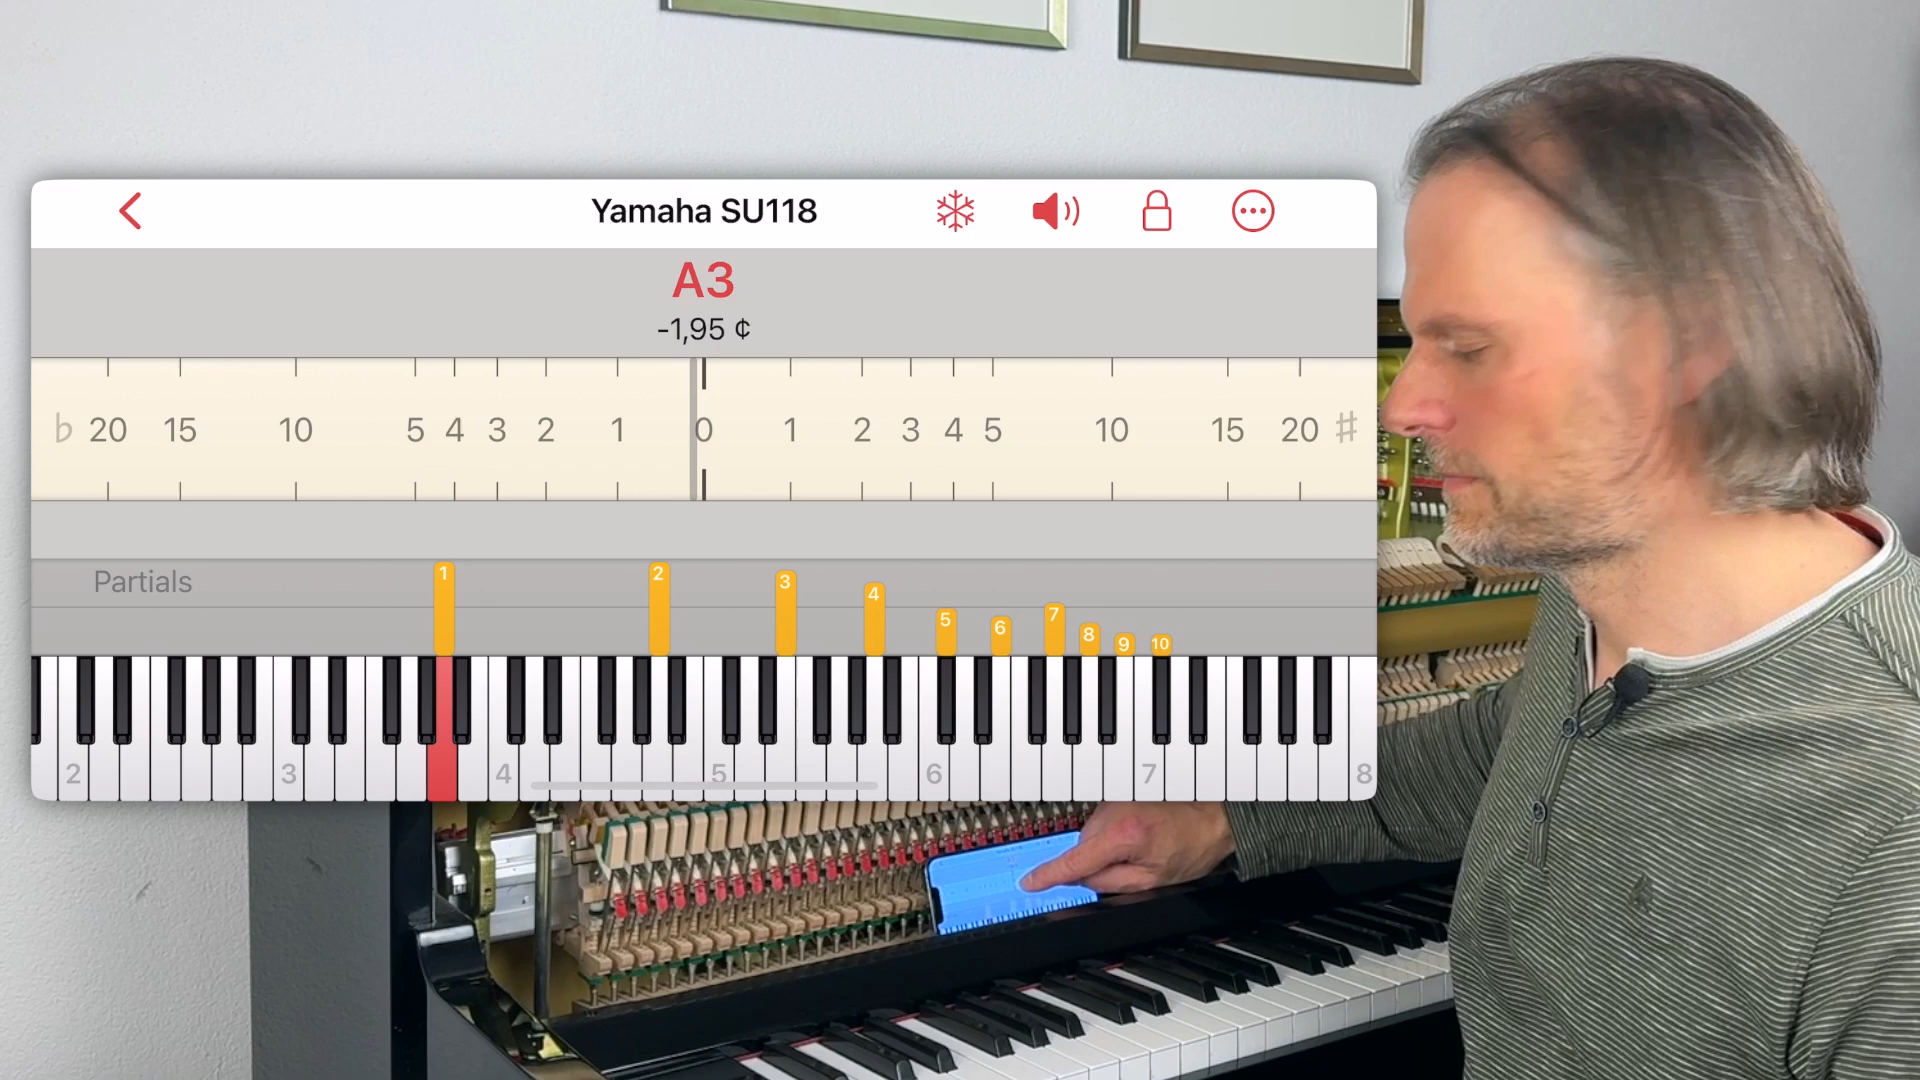 Yamaha SU118
A3
-1,95 ¢
♭ 20 15 10 5 4 3 2 1 0 1 2 3 4 5 10 15 20 ♯
Partials
1 2 3 4 5 6 7 8 9 10
2 3 4 5 6 7 8